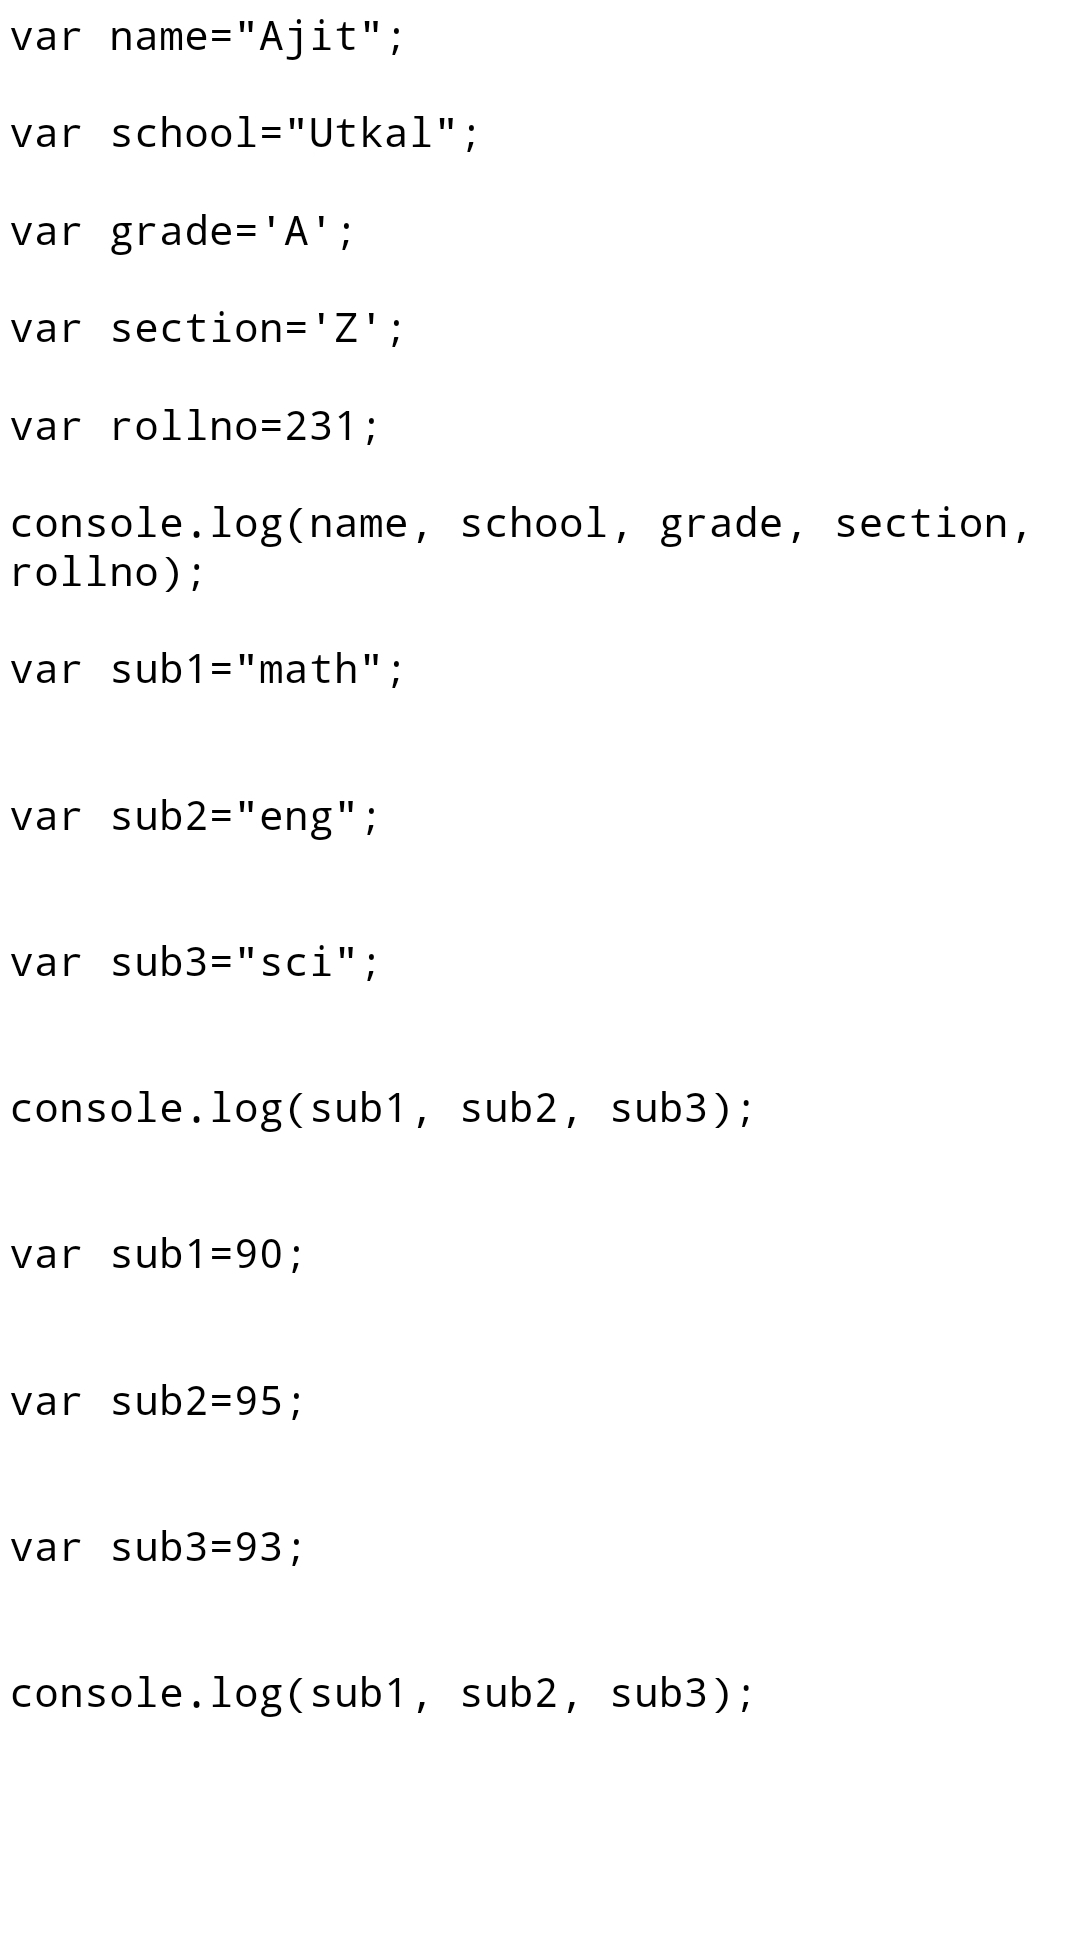 var name="Ajit";
var school="Utkal";
var grade='A';
var section='Z';
var rollno=231;
console.log(name, school, grade, section,
rollno);
var sub1="math";
var sub2="eng";
var sub3="sci";
console.log(sub1, sub2, sub3);
var sub1=90;
var sub2=95;
var sub3=93;
console.log(sub1, sub2, sub3);